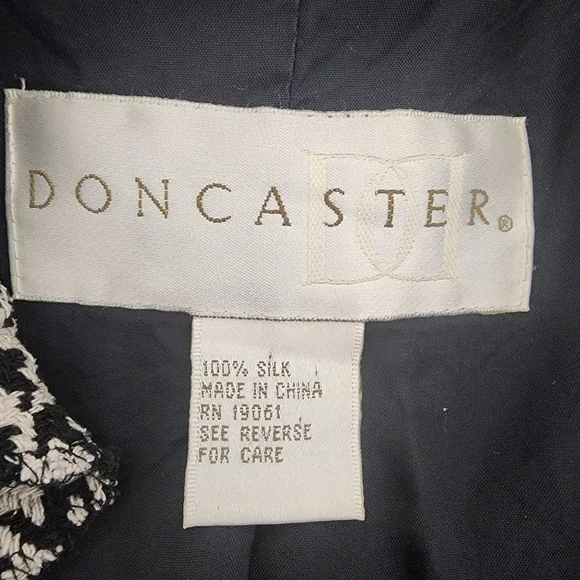 DONCASTER®
100% SILK
MADE IN CHINA
RN 19061
SEE REVERSE
FOR CARE